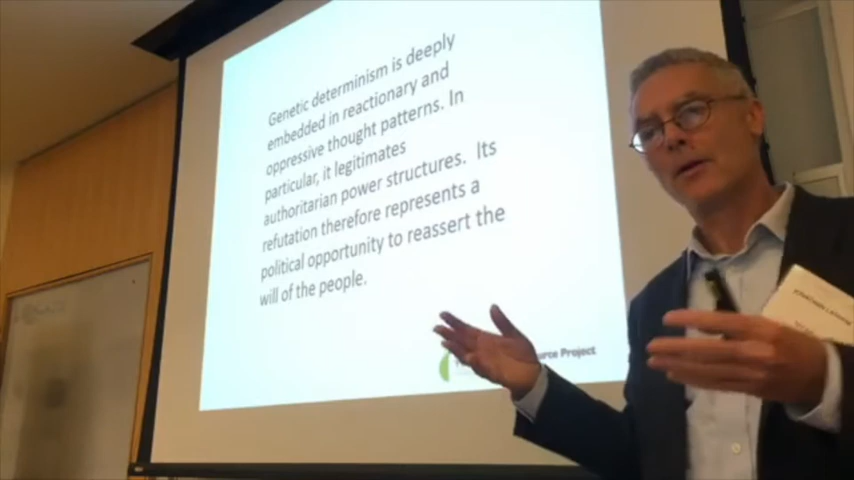 Genetic determinism is deeply
embedded in reactionary and
oppressive thought patterns. In
particular, it legitimates
authoritarian power structures. Its
refutation therefore represents a
political opportunity to reassert the
will of the people.
Project